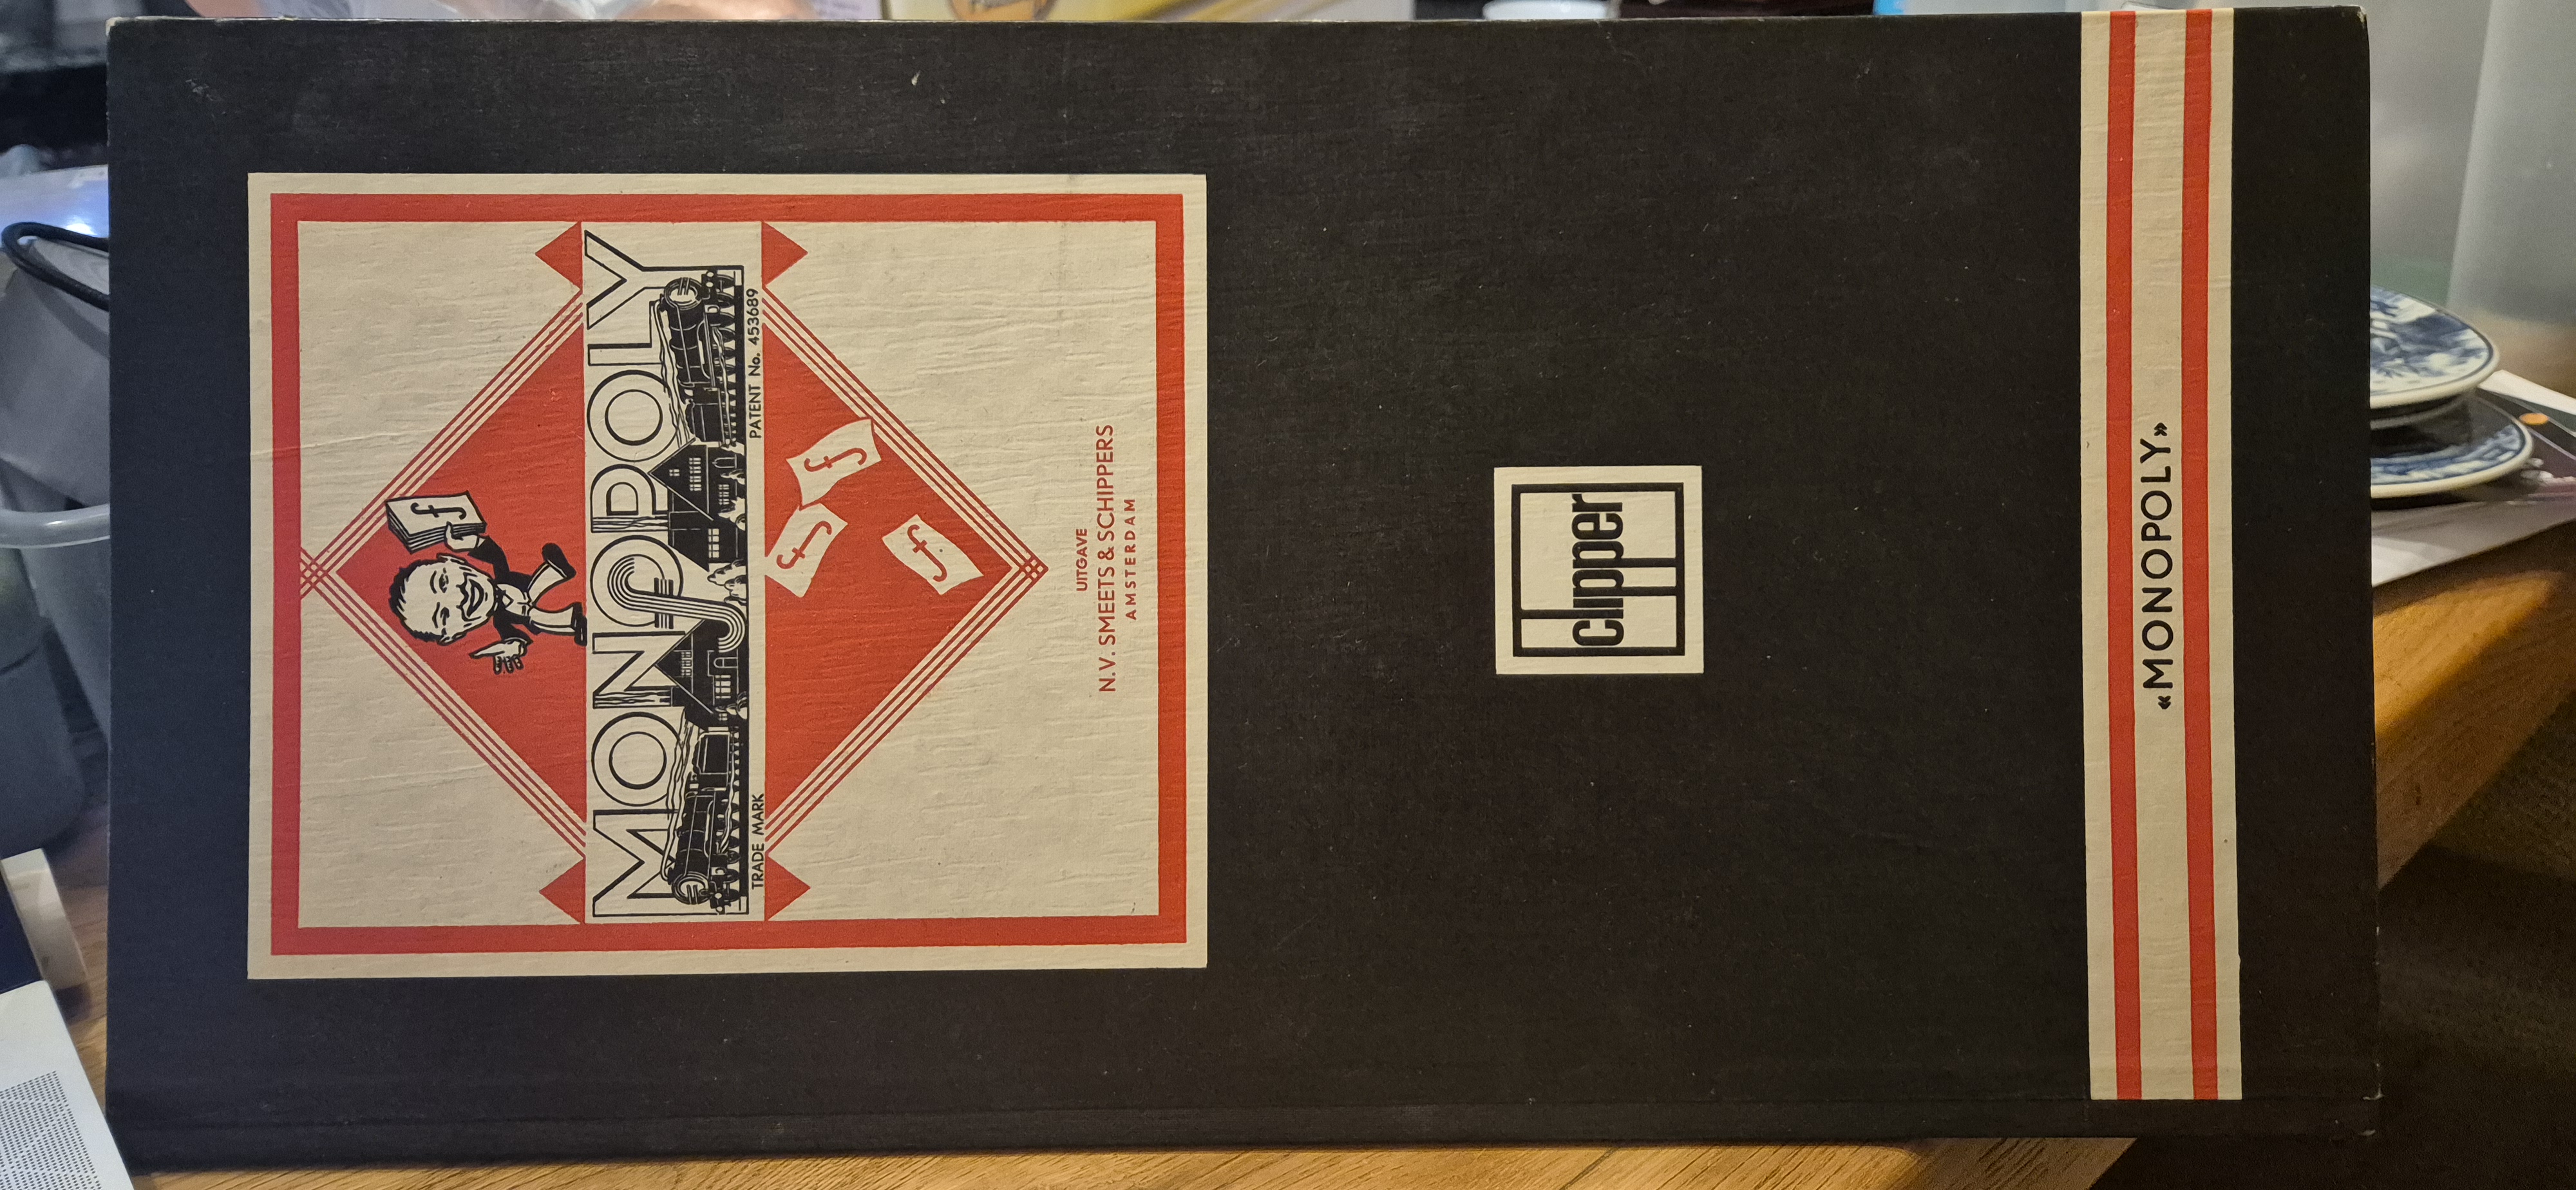 f
MONOPOLY
TRADE MARK
PATENT No. 453689
f
f
f
UITGAVE
N.V. SMEETS & SCHIPPERS
AMSTERDAM
clipper
«MONOPOLY»